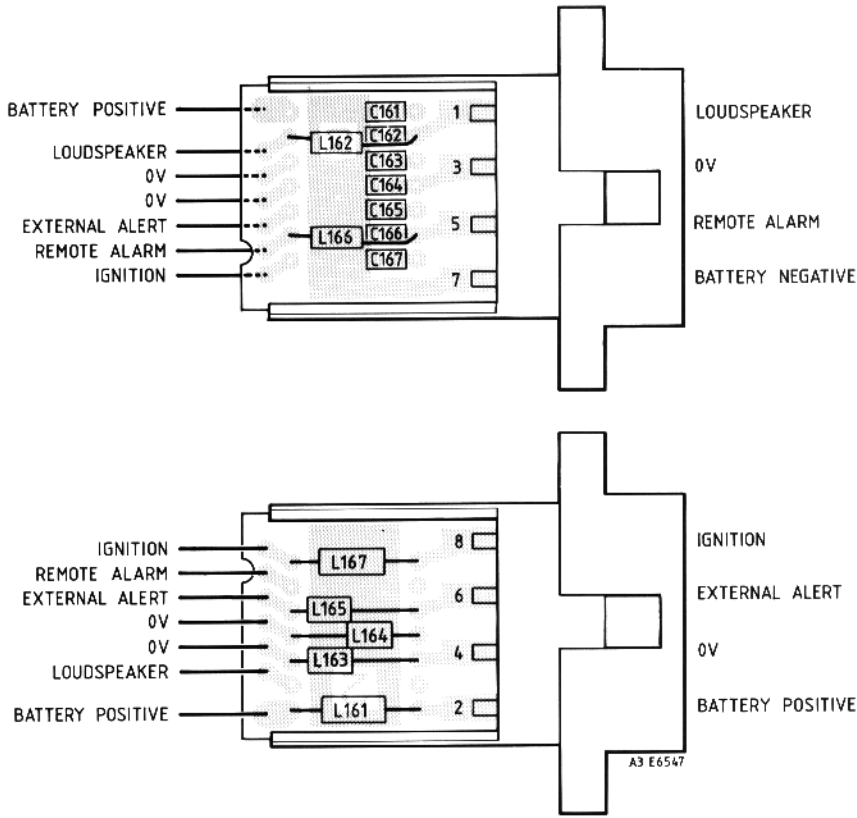 BATTERY POSITIVE
LOUDSPEAKER
0V
0V
EXTERNAL ALERT
REMOTE ALARM
IGNITION
C161
C162
L162
C163
C164
C165
C166
L166
C167
1
3
5
7
LOUDSPEAKER
0V
REMOTE ALARM
BATTERY NEGATIVE
IGNITION
REMOTE ALARM
EXTERNAL ALERT
0V
0V
LOUDSPEAKER
BATTERY POSITIVE
L167
L165
L164
L163
L161
8
6
4
2
IGNITION
EXTERNAL ALERT
0V
BATTERY POSITIVE
A3 E6547